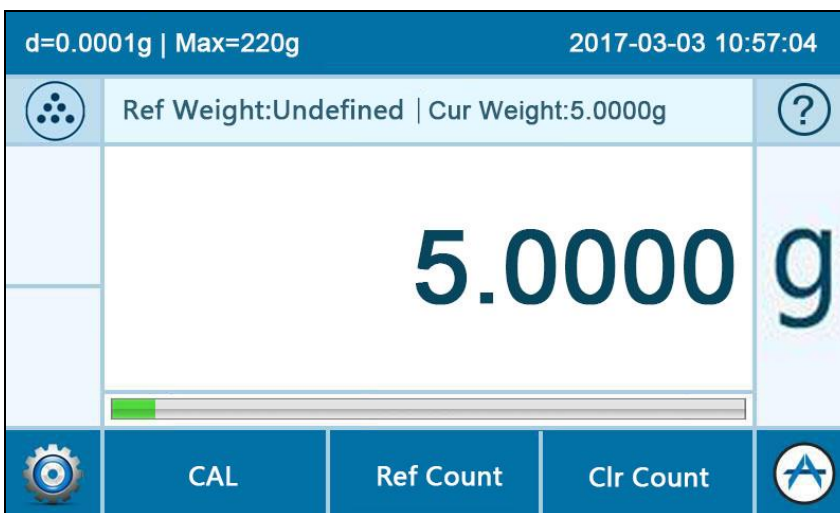 d=0.0001g | Max=220g 2017-03-03 10:57:04
Ref Weight:Undefined | Cur Weight:5.0000g ?
5.0000 g
CAL Ref Count Clr Count